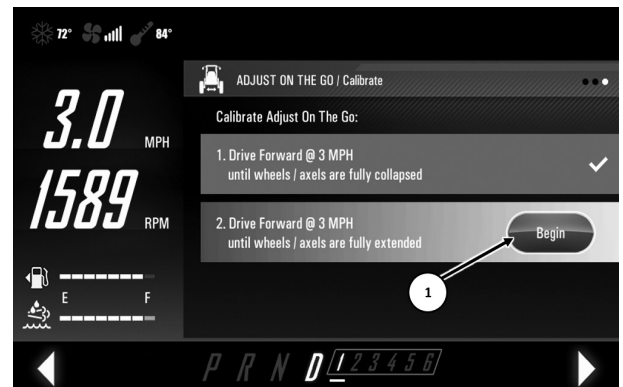 72° 84°
ADJUST ON THE GO / Calibrate
3.0 MPH
1589 RPM
Calibrate Adjust On The Go:
1. Drive Forward @ 3 MPH
until wheels / axels are fully collapsed
2. Drive Forward @ 3 MPH
until wheels / axels are fully extended
Begin
1
E F
P R N D 1 2 3 4 5 6